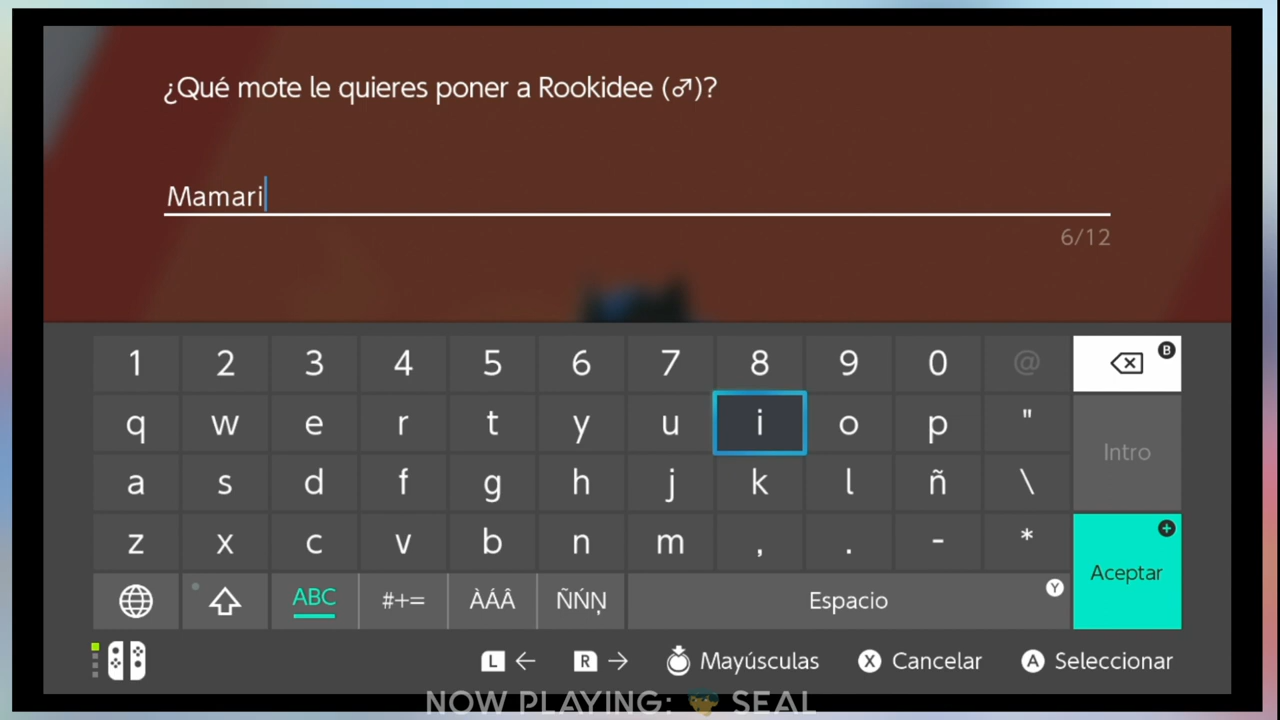 ¿Qué mote le quieres poner a Rookidee (♂)?
Mamari
6/12
1 2 3 4 5 6 7 8 9 0 @ B
q w e r t y u i o p " Intro
a s d f g h j k l ñ \
z x c v b n m , . - * + Aceptar
ABC #+= ÀÁÂ ÑŃŅ Espacio Y
L ← R → Mayúsculas X Cancelar A Seleccionar
NOW PLAYING: SEAL